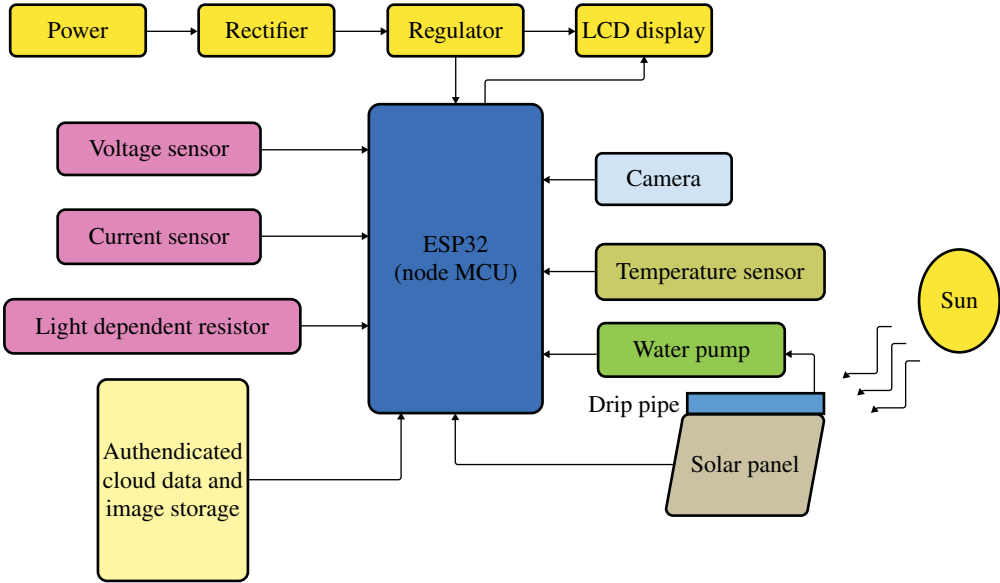 Power
Rectifier
Regulator
LCD display
Voltage sensor
Camera
Current sensor
ESP32
(node MCU)
Temperature sensor
Sun
Light dependent resistor
Water pump
Drip pipe
Authendicated
cloud data and
image storage
Solar panel